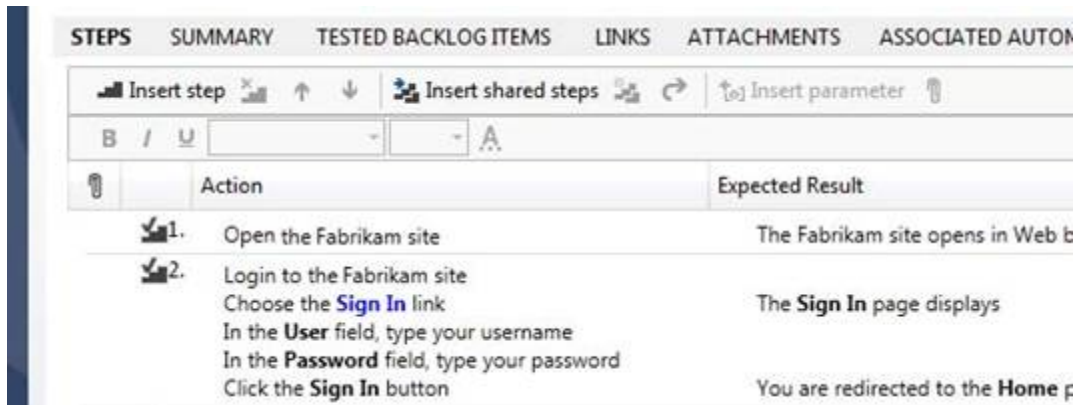 STEPS SUMMARY TESTED BACKLOG ITEMS LINKS ATTACHMENTS ASSOCIATED AUTOM
Insert step Insert shared steps Insert parameter
B I U A
Action Expected Result
1. Open the Fabrikam site The Fabrikam site opens in Web b
2. Login to the Fabrikam site
Choose the Sign In link The Sign In page displays
In the User field, type your username
In the Password field, type your password
Click the Sign In button You are redirected to the Home p